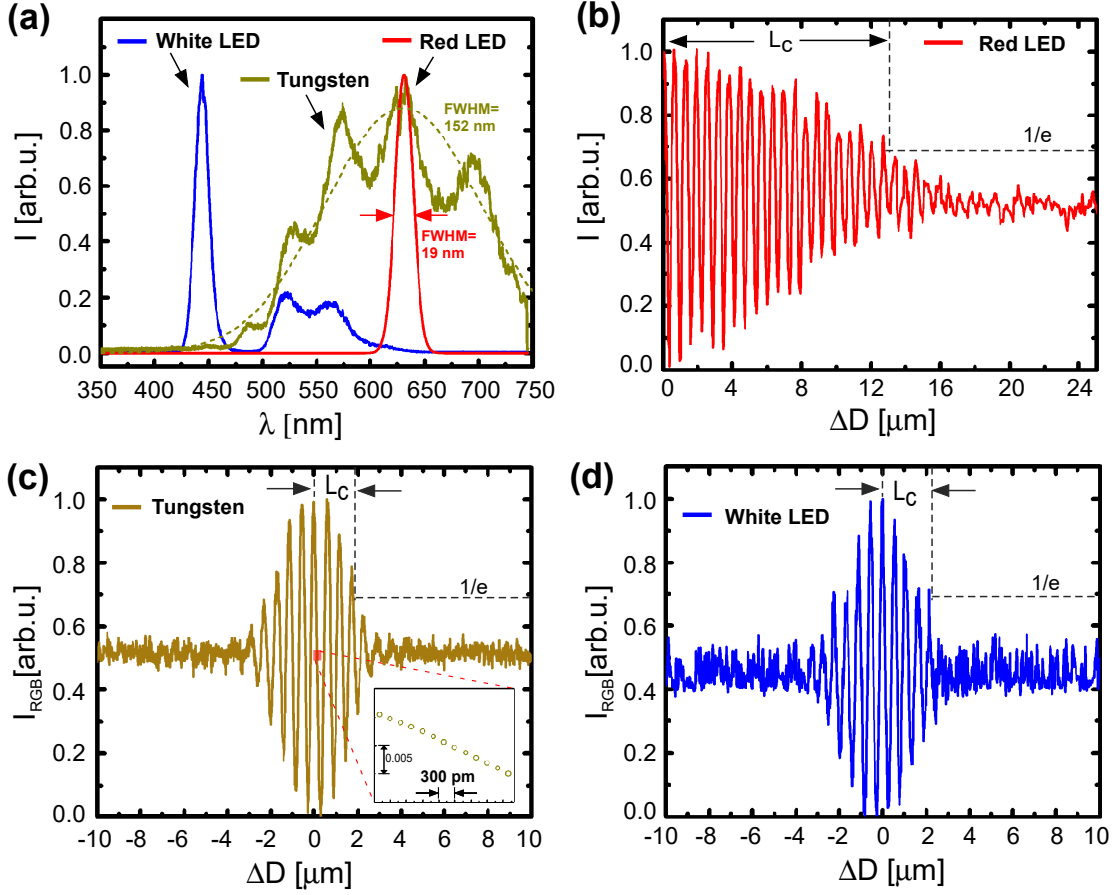 (a)
White LED
Red LED
Tungsten
FWHM=
152 nm
FWHM=
19 nm
I [arb.u.]
1.0
0.8
0.6
0.4
0.2
0.0
350 400 450 500 550 600 650 700 750
λ [nm]
(b)
L_C
Red LED
1/e
I [arb.u.]
1.0
0.8
0.6
0.4
0.2
0.0
0 4 8 12 16 20 24
ΔD [μm]
(c)
L_C
Tungsten
1/e
I_RGB[arb.u.]
1.0
0.8
0.6
0.4
0.2
0.0
0.005
300 pm
-10 -8 -6 -4 -2 0 2 4 6 8 10
ΔD [μm]
(d)
L_C
White LED
1/e
I_RGB[arb.u.]
1.0
0.8
0.6
0.4
0.2
0.0
-10 -8 -6 -4 -2 0 2 4 6 8 10
ΔD [μm]